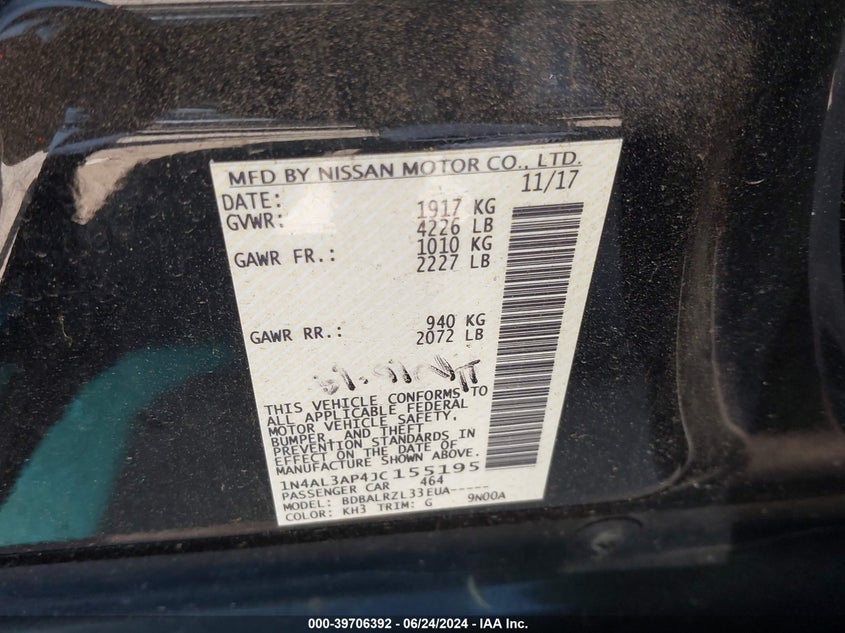 MFD BY NISSAN MOTOR CO., LTD.
DATE: 11/17
GVWR: 1917 KG
4226 LB
GAWR FR.: 1010 KG
2227 LB
GAWR RR.: 940 KG
2072 LB
THIS VEHICLE CONFORMS TO
ALL APPLICABLE FEDERAL
MOTOR VEHICLE SAFETY,
BUMPER, AND THEFT
PREVENTION STANDARDS IN
EFFECT ON THE DATE OF
MANUFACTURE SHOWN ABOVE.
1N4AL3AP4JC155195
PASSENGER CAR 464
MODEL: BDBALRZL33EUA-----
COLOR: KH3 TRIM: G 9N00A
000-39706392 - 06/24/2024 - IAA Inc.